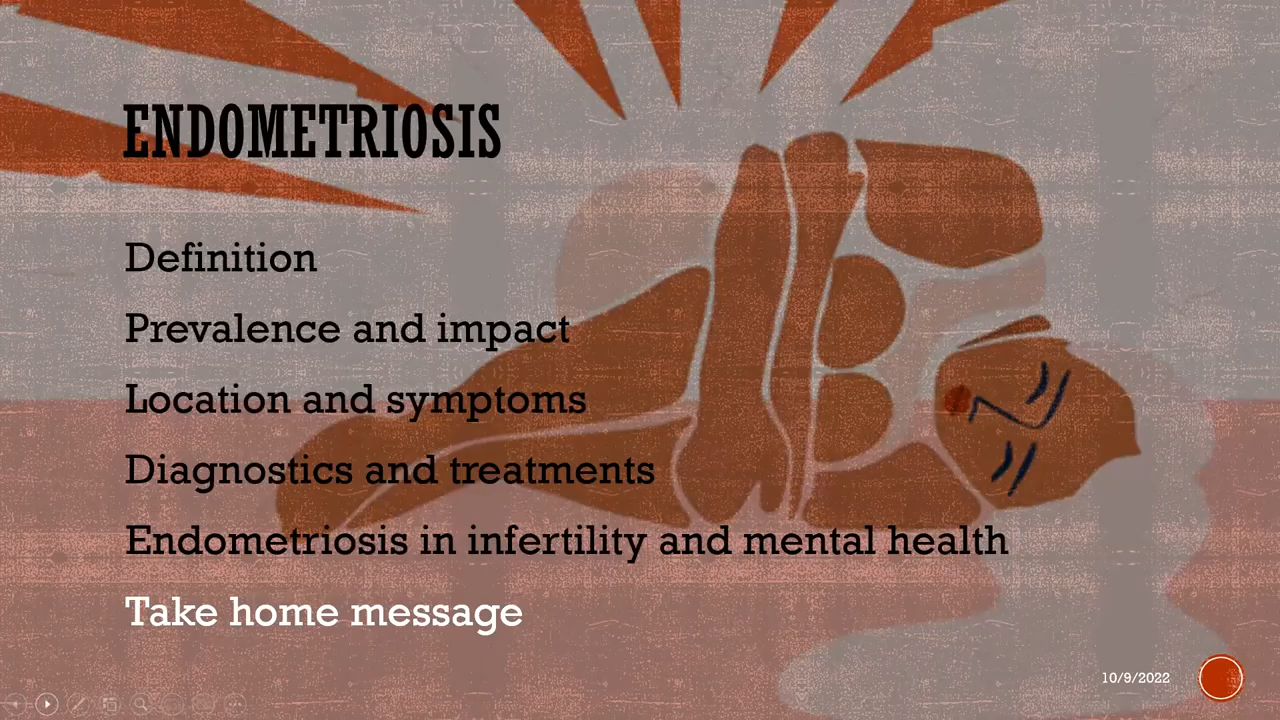 ENDOMETRIOSIS
Definition
Prevalence and impact
Location and symptoms
Diagnostics and treatments
Endometriosis in infertility and mental health
Take home message
10/9/2022